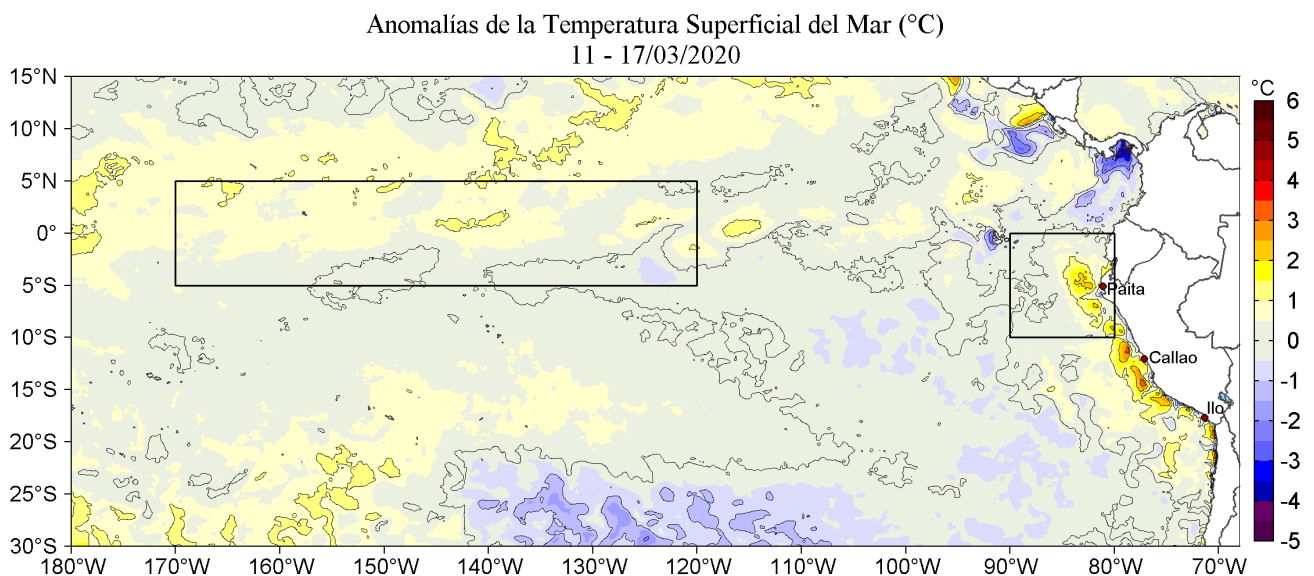 Anomalías de la Temperatura Superficial del Mar (°C)
11 - 17/03/2020
15°N
10°N
5°N
0°
5°S
10°S
15°S
20°S
25°S
30°S
180°W
170°W
160°W
150°W
140°W
130°W
120°W
110°W
100°W
90°W
80°W
70°W
Paita
Callao
Ilo
°C
6
5
4
3
2
1
0
-1
-2
-3
-4
-5